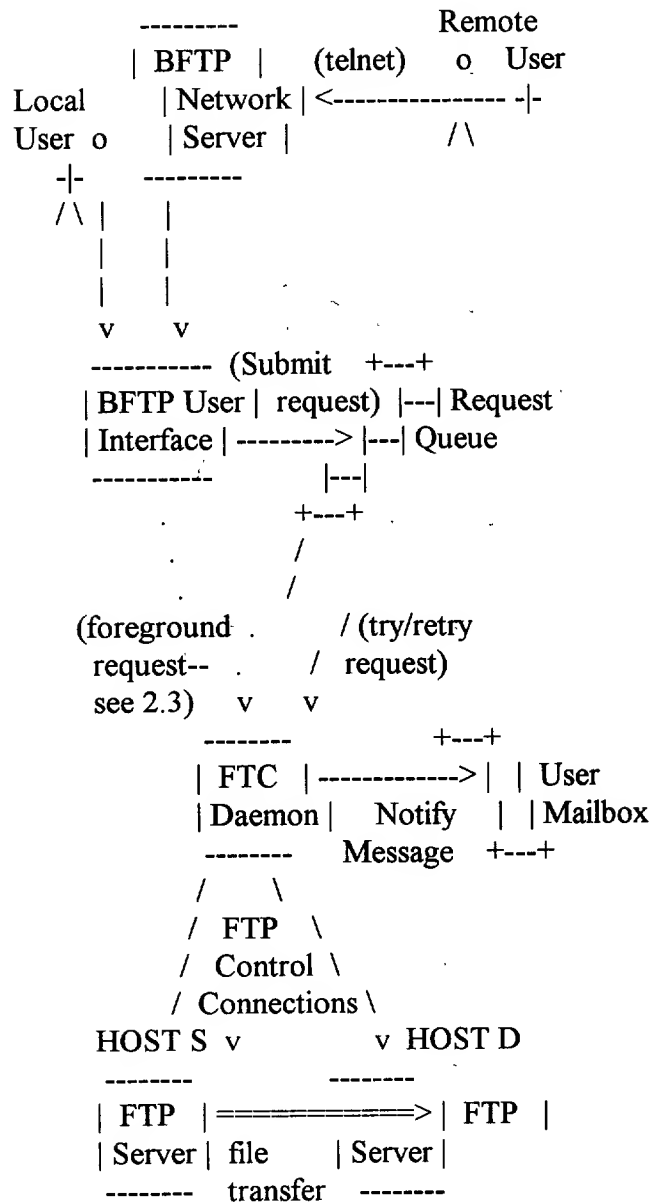 --------- Remote
| BFTP | (telnet) o User
Local | Network | <----------------- -|-
User o | Server | /\
-|- ---------
/\ | |
| |
| |
v v
----------- (Submit +---+
| BFTP User | request) |---| Request
| Interface | ---------> |---| Queue
----------- |---|
. +---+
. /
. /
(foreground . / (try/retry
request-- . / request)
see 2.3) v v
-------- +---+
| FTC |------------->| | User
| Daemon | Notify | | Mailbox
-------- Message +---+
/ \
/ FTP \
/ Control \
/ Connections \
HOST S v v HOST D
-------- --------
| FTP |===========>| FTP |
| Server | file | Server |
-------- transfer --------